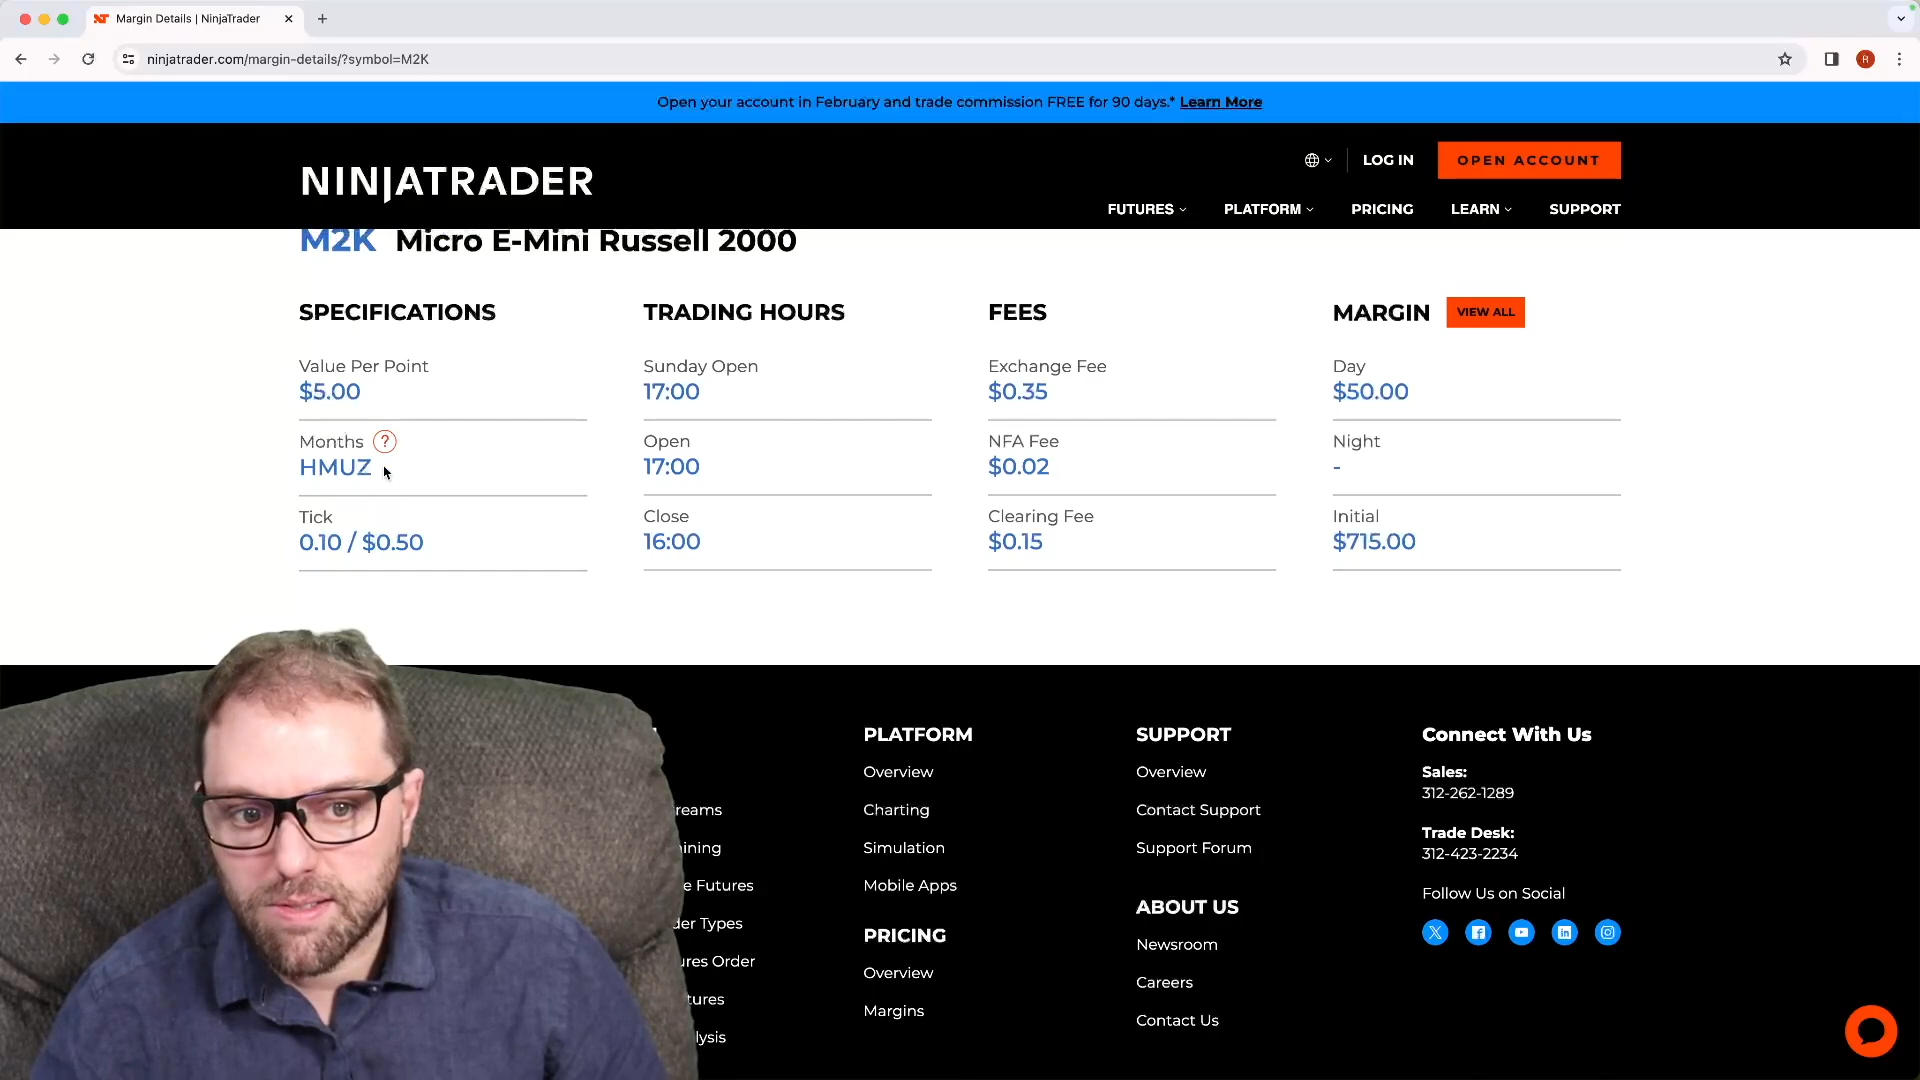 Margin Details | NinjaTrader
ninjatrader.com/margin-details/?symbol=M2K
R
Open your account in February and trade commission FREE for 90 days.* Learn More
NINJATRADER
LOG IN
OPEN ACCOUNT
FUTURES
PLATFORM
PRICING
LEARN
SUPPORT
M2K Micro E-Mini Russell 2000
SPECIFICATIONS
Value Per Point
$5.00
Months ?
HMUZ
Tick
0.10 / $0.50
TRADING HOURS
Sunday Open
17:00
Open
17:00
Close
16:00
FEES
Exchange Fee
$0.35
NFA Fee
$0.02
Clearing Fee
$0.15
MARGIN VIEW ALL
Day
$50.00
Night
-
Initial
$715.00
Futures
Order
PLATFORM
Overview
Charting
Simulation
Mobile Apps
PRICING
Overview
Margins
SUPPORT
Overview
Contact Support
Support Forum
ABOUT US
Newsroom
Careers
Contact Us
Connect With Us
Sales:
312-262-1289
Trade Desk:
312-423-2234
Follow Us on Social